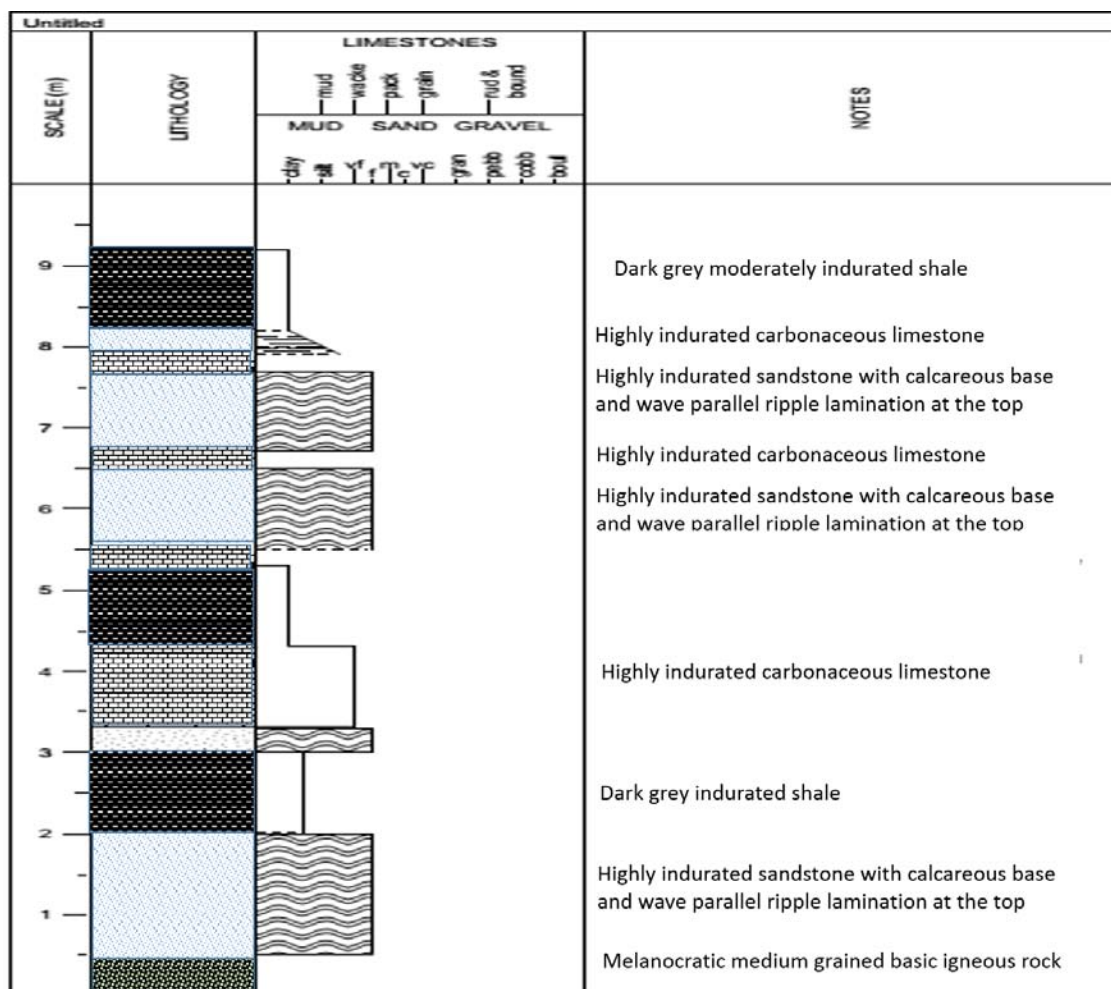 Untitled
LIMESTONES
mud wacke pack grain rud & bound
MUD SAND GRAVEL
clay silt vf f m c vc gran pebb cobb boul
SCALE (m) LITHOLOGY NOTES
9 Dark grey moderately indurated shale
Highly indurated carbonaceous limestone
8
Highly indurated sandstone with calcareous base
and wave parallel ripple lamination at the top
7
Highly indurated carbonaceous limestone
Highly indurated sandstone with calcareous base
6 and wave parallel ripple lamination at the top
5
4 Highly indurated carbonaceous limestone
3
Dark grey indurated shale
2
Highly indurated sandstone with calcareous base
1 and wave parallel ripple lamination at the top
Melanocratic medium grained basic igneous rock